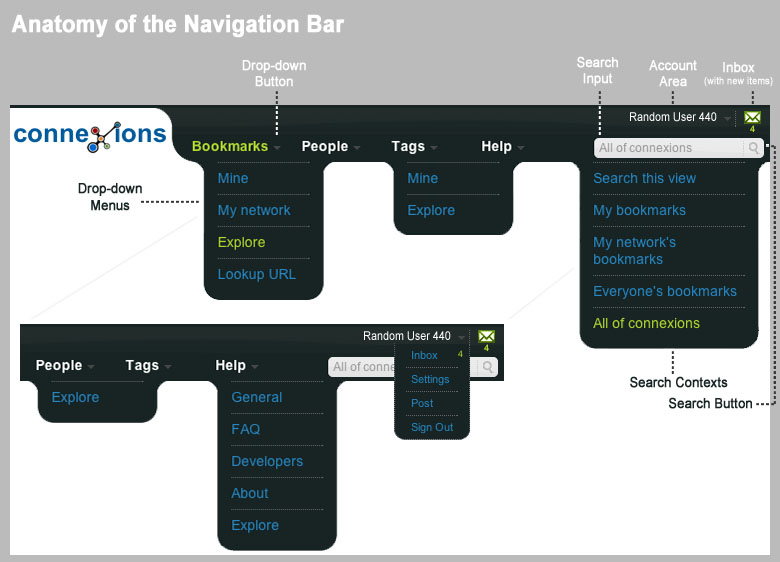 Anatomy of the Navigation Bar
Drop-down
Button
Search
Input
Account
Area
Inbox
(with new items)
connexions
Random User 440
4
Bookmarks
People
Tags
Help
All of connexions
Drop-down
Menus
Mine
My network
Explore
Lookup URL
Mine
Explore
Search this view
My bookmarks
My network's
bookmarks
Everyone's bookmarks
All of connexions
Search Contexts
Search Button
Random User 440
4
People
Tags
Help
All of conne
Explore
General
FAQ
Developers
About
Explore
Inbox 4
Settings
Post
Sign Out